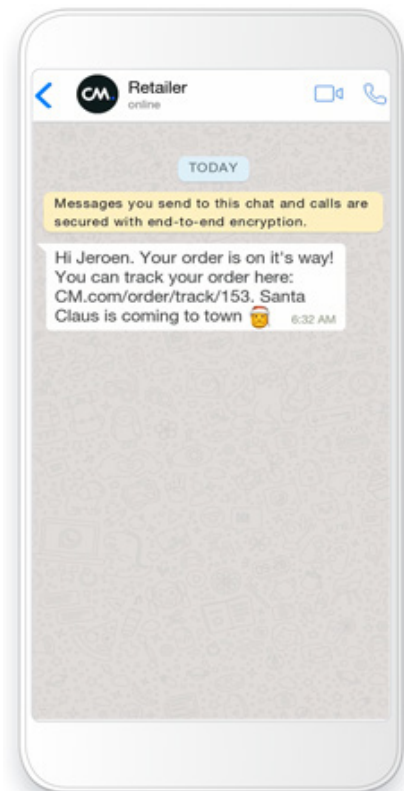 CM.
Retailer
online
TODAY
Messages you send to this chat and calls are
secured with end-to-end encryption.
Hi Jeroen. Your order is on it's way!
You can track your order here:
CM.com/order/track/153. Santa
Claus is coming to town 🎅
6:32 AM